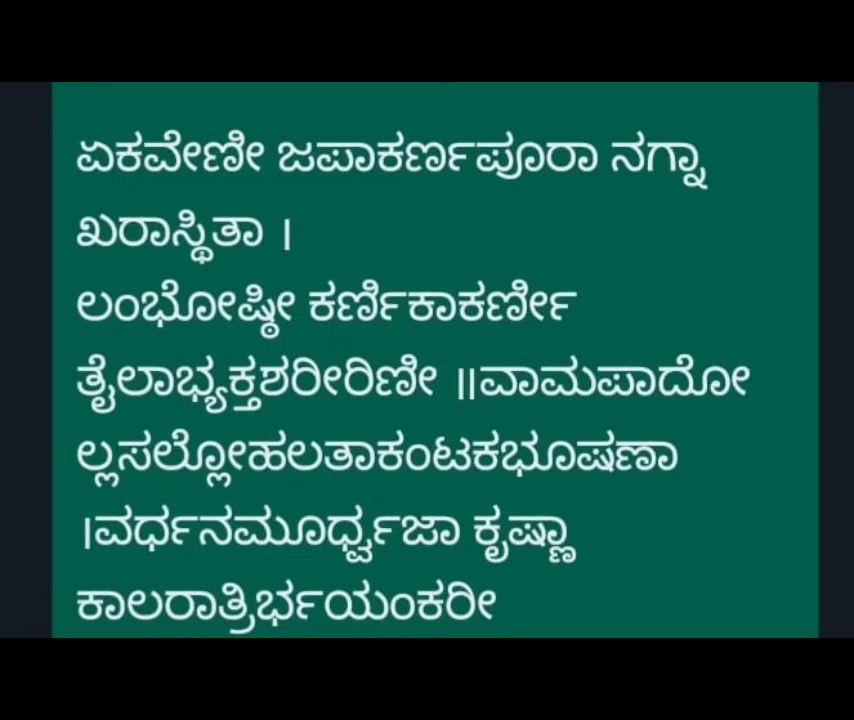 ಏಕವೇಣೀ ಜಪಾಕರ್ಣಪೂರಾ ನಗ್ನಾ
ಖರಾಸ್ಥಿತಾ ।
ಲಂಭೋಷ್ಠೀ ಕರ್ಣಿಕಾಕರ್ಣೀ
ತೈಲಾಭ್ಯಕ್ತಶರೀರಿಣೀ ॥ವಾಮಪಾದೋ
ಲ್ಲಸಲ್ಲೋಹಲತಾಕಂಟಕಭೂಷಣಾ
।ವರ್ಧನಮೂರ್ಧ್ವಜಾ ಕೃಷ್ಣಾ
ಕಾಲರಾತ್ರಿರ್ಭಯಂಕರೀ